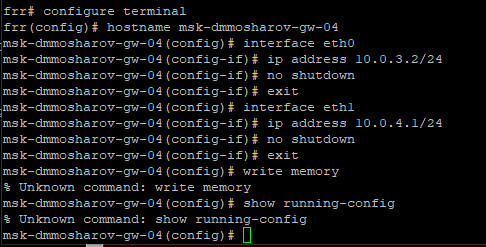 frr# configure terminal
frr(config)# hostname msk-dmmosharov-gw-04
msk-dmmosharov-gw-04(config)# interface eth0
msk-dmmosharov-gw-04(config-if)# ip address 10.0.3.2/24
msk-dmmosharov-gw-04(config-if)# no shutdown
msk-dmmosharov-gw-04(config-if)# exit
msk-dmmosharov-gw-04(config)# interface eth1
msk-dmmosharov-gw-04(config-if)# ip address 10.0.4.1/24
msk-dmmosharov-gw-04(config-if)# no shutdown
msk-dmmosharov-gw-04(config-if)# exit
msk-dmmosharov-gw-04(config)# write memory
% Unknown command: write memory
msk-dmmosharov-gw-04(config)# show running-config
% Unknown command: show running-config
msk-dmmosharov-gw-04(config)#